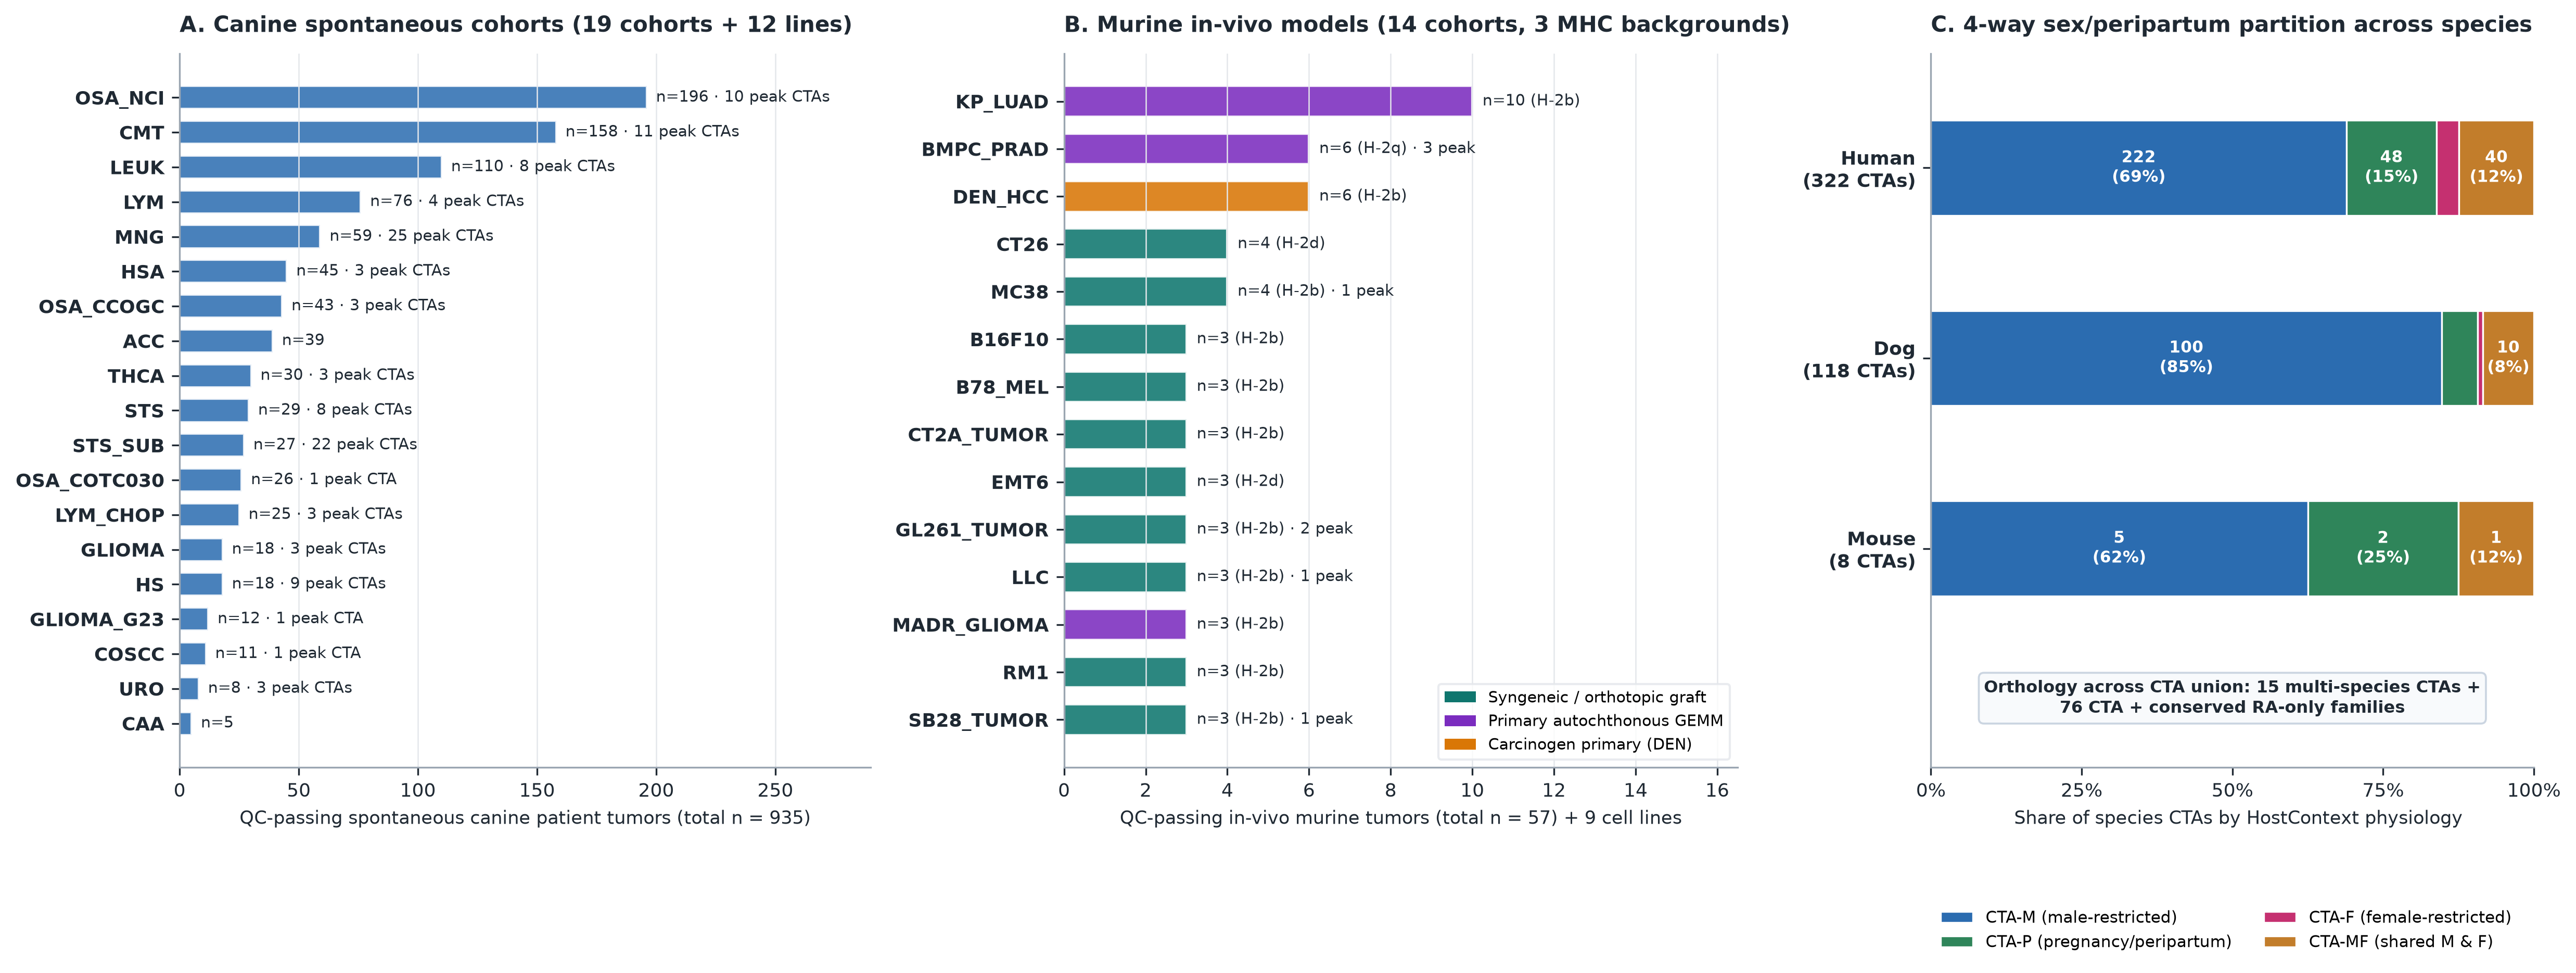 A. Canine spontaneous cohorts (19 cohorts + 12 lines)
OSA_NCI
n=196 · 10 peak CTAs
CMT
n=158 · 11 peak CTAs
LEUK
n=110 · 8 peak CTAs
LYM
n=76 · 4 peak CTAs
MNG
n=59 · 25 peak CTAs
HSA
n=45 · 3 peak CTAs
OSA_CCOGC
n=43 · 3 peak CTAs
ACC
n=39
THCA
n=30 · 3 peak CTAs
STS
n=29 · 8 peak CTAs
STS_SUB
n=27 · 22 peak CTAs
OSA_COTC030
n=26 · 1 peak CTA
LYM_CHOP
n=25 · 3 peak CTAs
GLIOMA
n=18 · 3 peak CTAs
HS
n=18 · 9 peak CTAs
GLIOMA_G23
n=12 · 1 peak CTA
COSCC
n=11 · 1 peak CTA
URO
n=8 · 3 peak CTAs
CAA
n=5
0 50 100 150 200 250
QC-passing spontaneous canine patient tumors (total n = 935)
B. Murine in-vivo models (14 cohorts, 3 MHC backgrounds)
KP_LUAD
n=10 (H-2b)
BMPC_PRAD
n=6 (H-2q) · 3 peak
DEN_HCC
n=6 (H-2b)
CT26
n=4 (H-2d)
MC38
n=4 (H-2b) · 1 peak
B16F10
n=3 (H-2b)
B78_MEL
n=3 (H-2b)
CT2A_TUMOR
n=3 (H-2b)
EMT6
n=3 (H-2d)
GL261_TUMOR
n=3 (H-2b) · 2 peak
LLC
n=3 (H-2b) · 1 peak
MADR_GLIOMA
n=3 (H-2b)
RM1
n=3 (H-2b)
SB28_TUMOR
n=3 (H-2b) · 1 peak
Syngeneic / orthotopic graft
Primary autochthonous GEMM
Carcinogen primary (DEN)
0 2 4 6 8 10 12 14 16
QC-passing in-vivo murine tumors (total n = 57) + 9 cell lines
C. 4-way sex/peripartum partition across species
Human
(322 CTAs)
222
(69%)
48
(15%)
40
(12%)
Dog
(118 CTAs)
100
(85%)
10
(8%)
Mouse
(8 CTAs)
5
(62%)
2
(25%)
1
(12%)
Orthology across CTA union: 15 multi-species CTAs +
76 CTA + conserved RA-only families
0% 25% 50% 75% 100%
Share of species CTAs by HostContext physiology
CTA-M (male-restricted)
CTA-P (pregnancy/peripartum)
CTA-F (female-restricted)
CTA-MF (shared M & F)